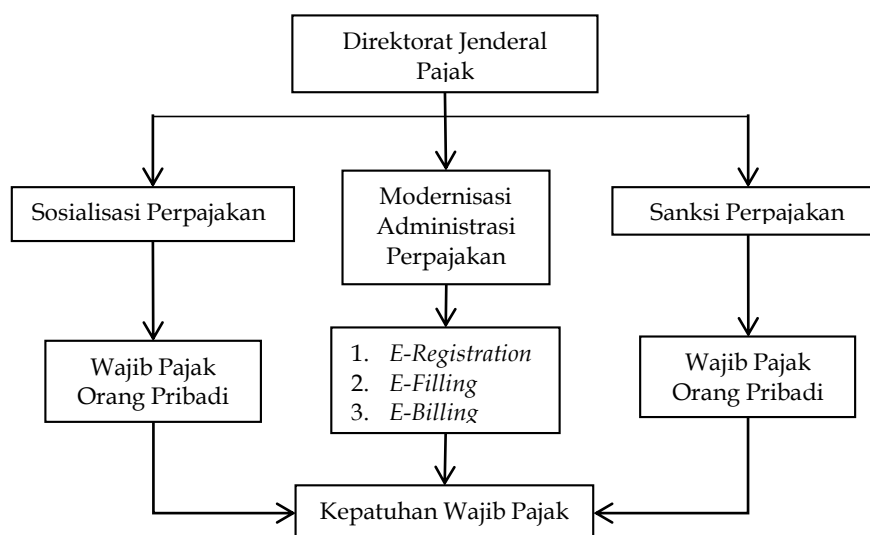 Direktorat Jenderal
Pajak
Sosialisasi Perpajakan
Modernisasi
Administrasi
Perpajakan
Sanksi Perpajakan
Wajib Pajak
Orang Pribadi
1. E-Registration
2. E-Filling
3. E-Billing
Wajib Pajak
Orang Pribadi
Kepatuhan Wajib Pajak